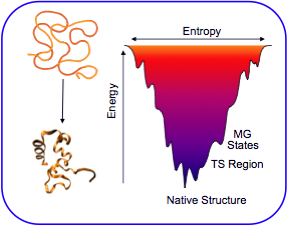 Entropy
Energy
MG
States
TS Region
Native Structure